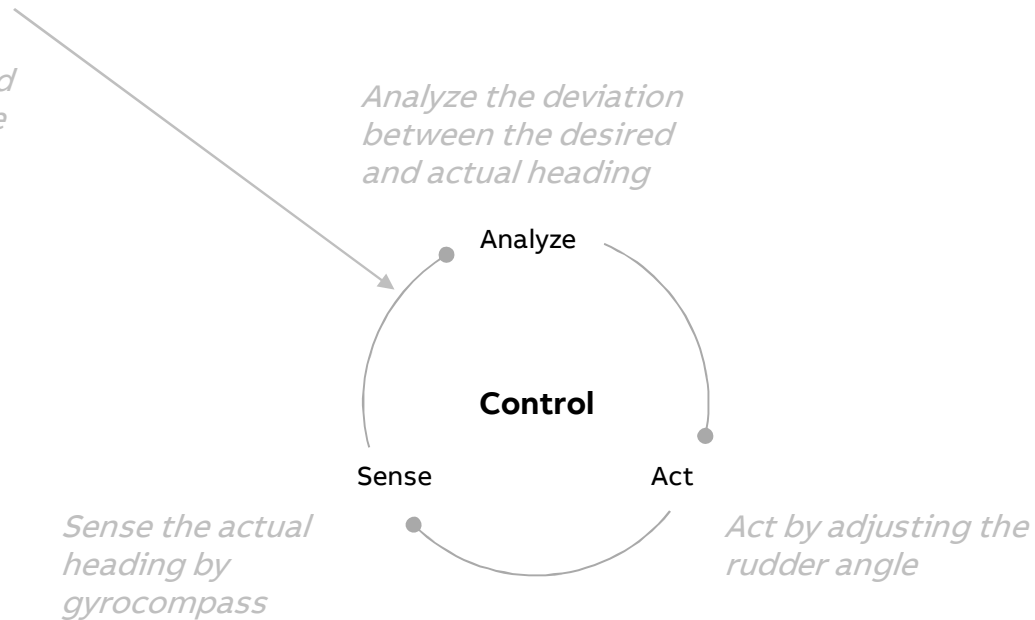 Analyze the deviation
between the desired
and actual heading
Analyze
Control
Sense
Act
Sense the actual
heading by
gyrocompass
Act by adjusting the
rudder angle